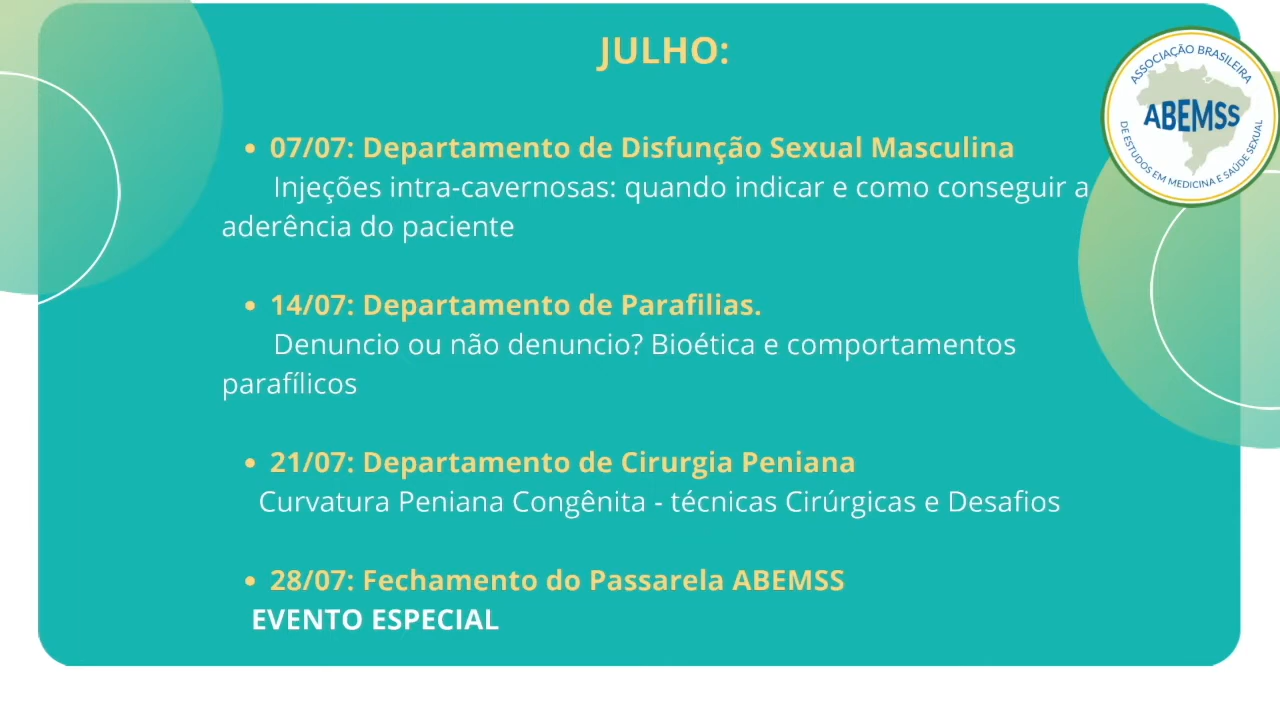 JULHO:
ASSOCIAÇÃO BRASILEIRA
ABEMSS
DE ESTUDOS EM MEDICINA E SAÚDE SEXUAL
• 07/07: Departamento de Disfunção Sexual Masculina
Injeções intra-cavernosas: quando indicar e como conseguir a
aderência do paciente
• 14/07: Departamento de Parafilias.
Denuncio ou não denuncio? Bioética e comportamentos
parafílicos
• 21/07: Departamento de Cirurgia Peniana
Curvatura Peniana Congênita - técnicas Cirúrgicas e Desafios
• 28/07: Fechamento do Passarela ABEMSS
EVENTO ESPECIAL